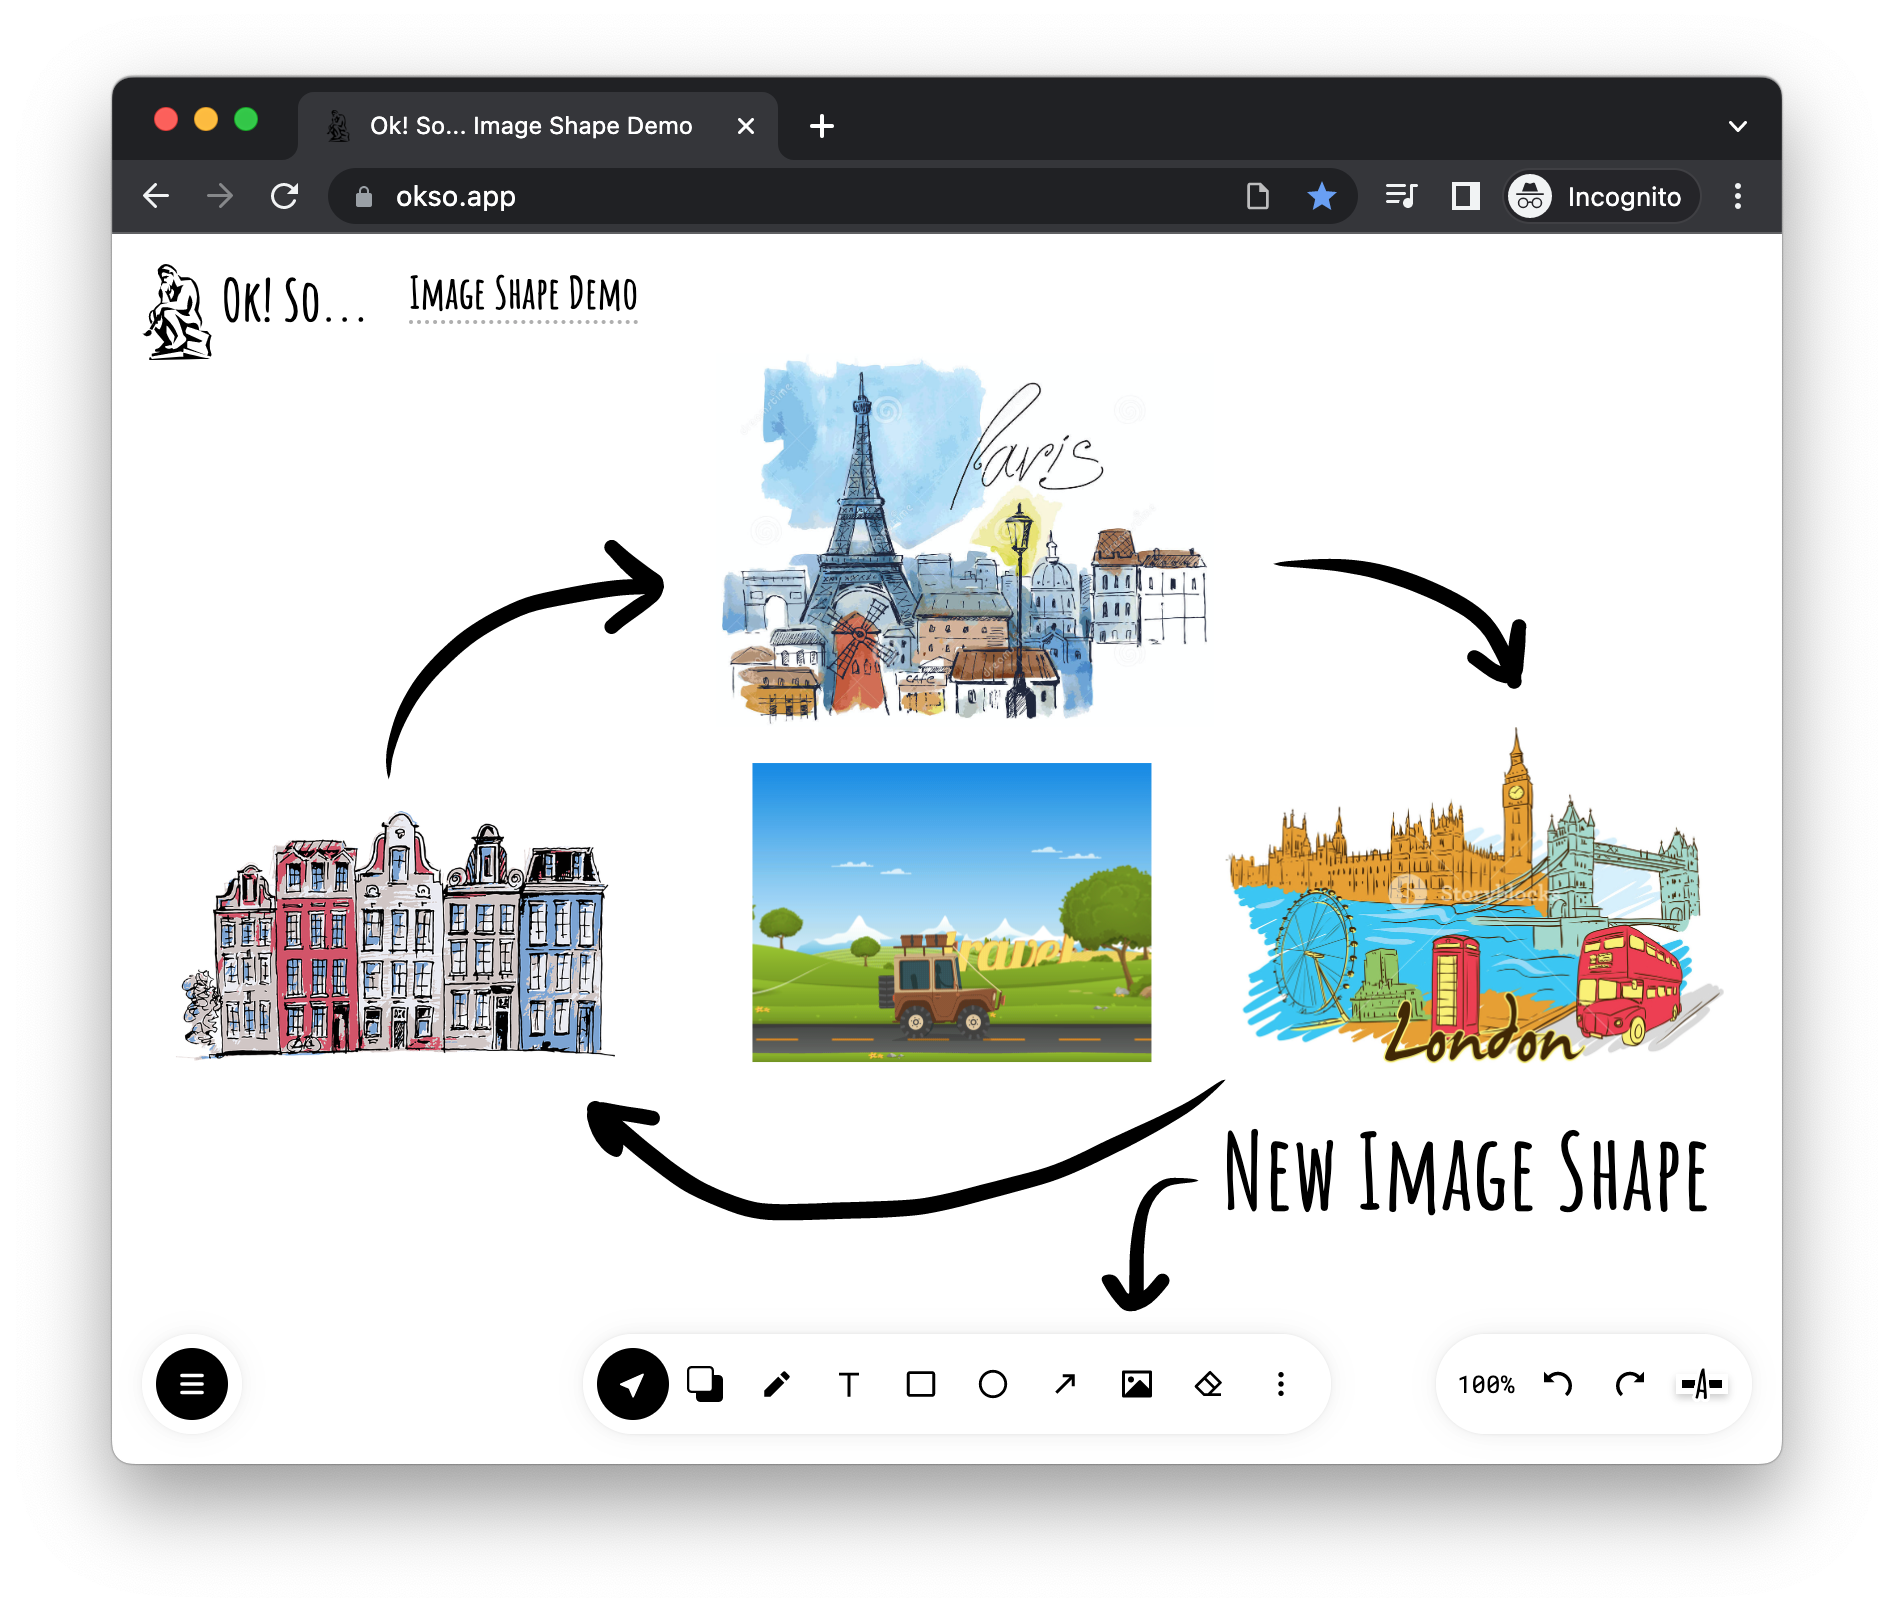 Ok! So... Image Shape Demo
okso.app
Incognito
Ok! So...
Image Shape Demo
Paris
CAFE
Travel
London
New Image Shape
T
100%
A